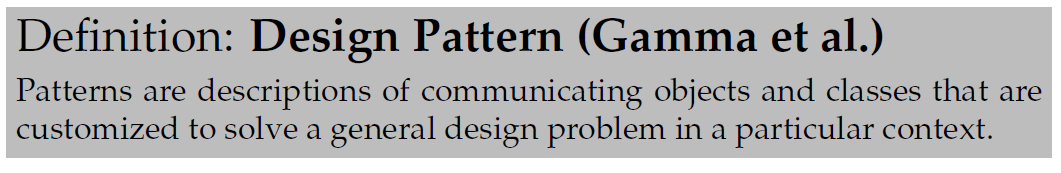 Definition: Design Pattern (Gamma et al.)
Patterns are descriptions of communicating objects and classes that are
customized to solve a general design problem in a particular context.